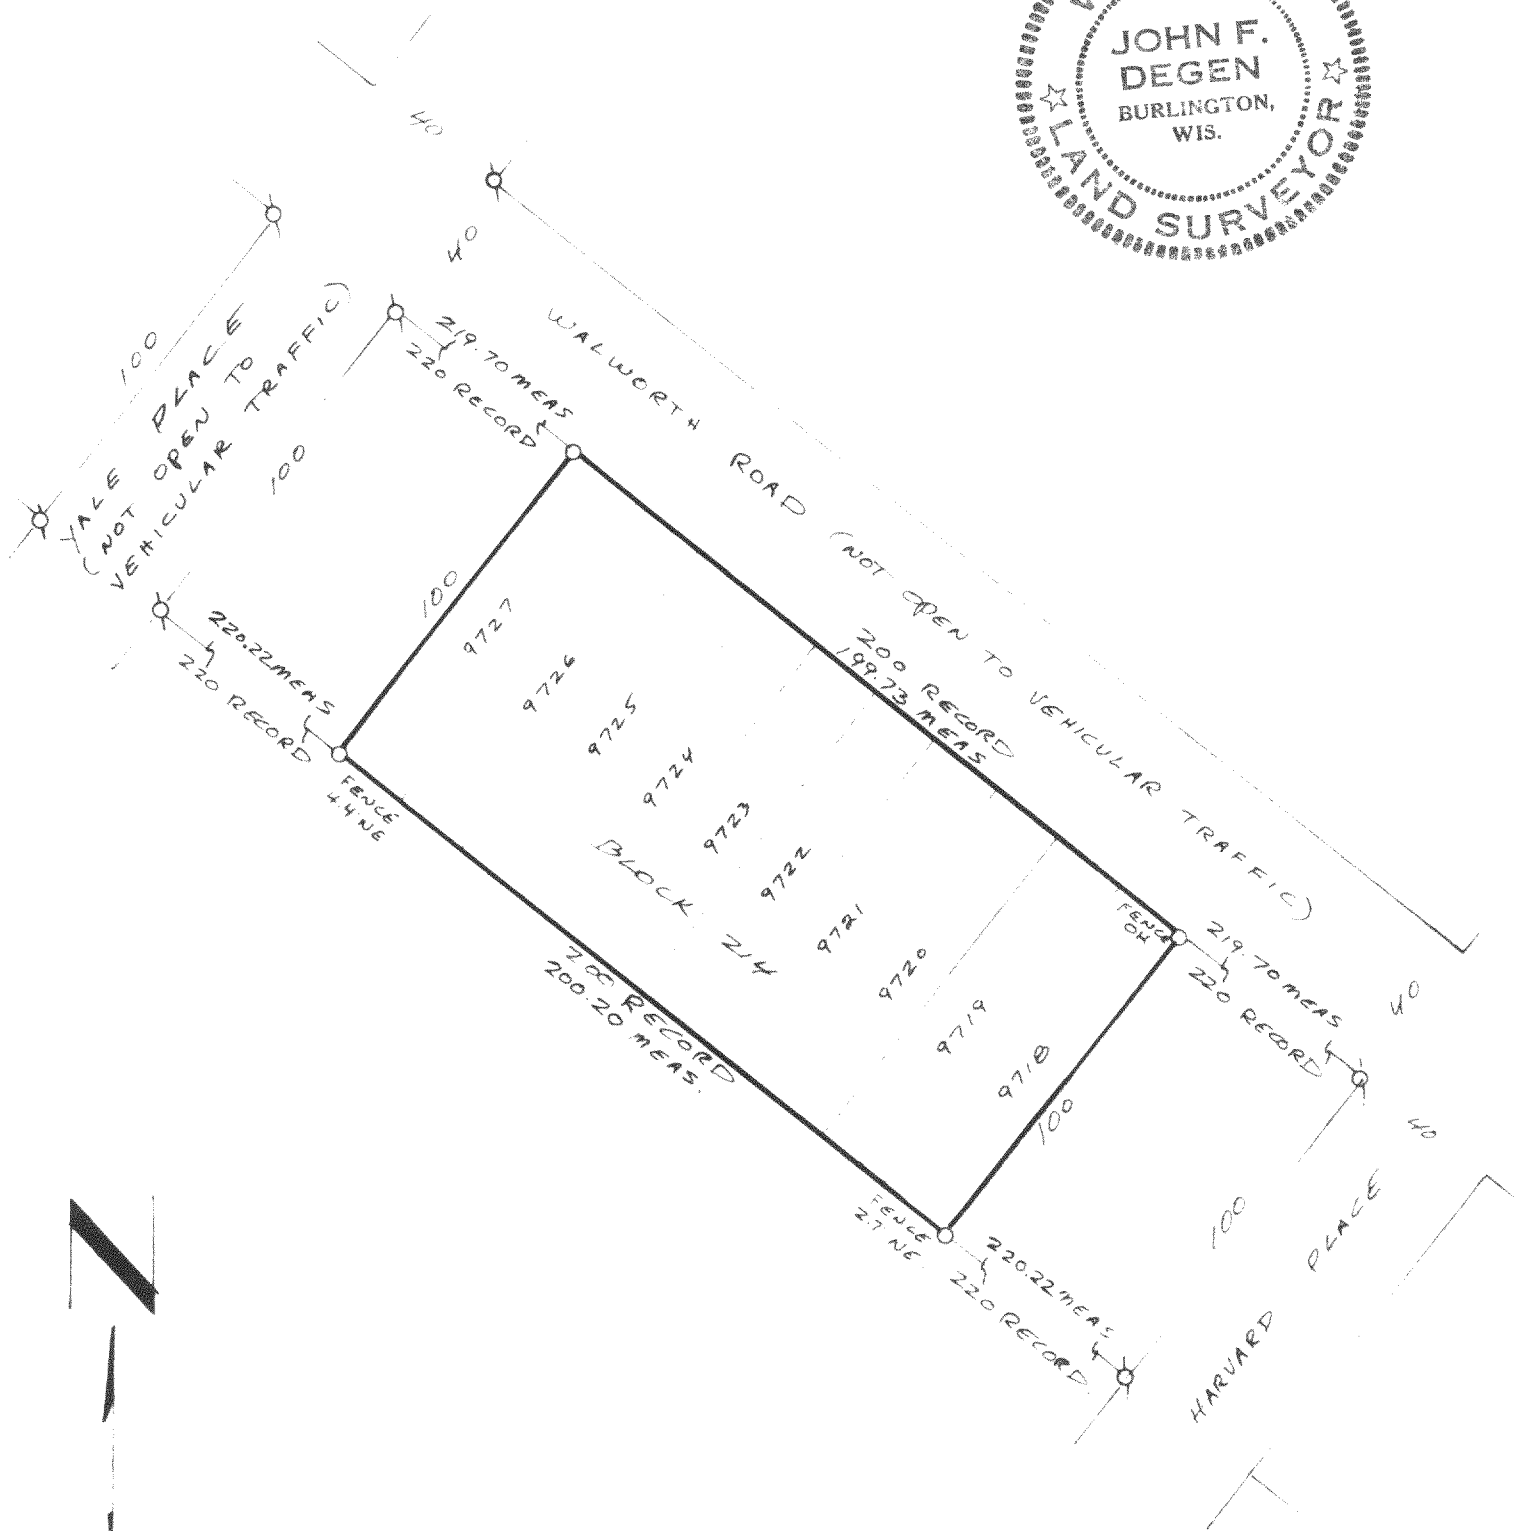 JOHN F.
DEGEN
BURLINGTON,
WIS.
LAND SURVEYOR
40
40
100
YALE PLACE
(NOT OPEN TO
VEHICULAR TRAFFIC)
100
219.70 MEAS
220 RECORD
WALWORTH ROAD (NOT OPEN TO VEHICULAR TRAFFIC)
220.22 MEAS
220 RECORD
100
9727
9726
9725
9724
9723
9722
9721
9720
9719
9718
BLOCK 214
200 RECORD
199.73 MEAS
FENCE
4.4 NE
200 RECORD
200.20 MEAS.
FENCE
ON
219.70 MEAS
220 RECORD
40
40
100
FENCE
2.7 NE
220.22 MEAS
220 RECORD
100
HARVARD PLACE
N